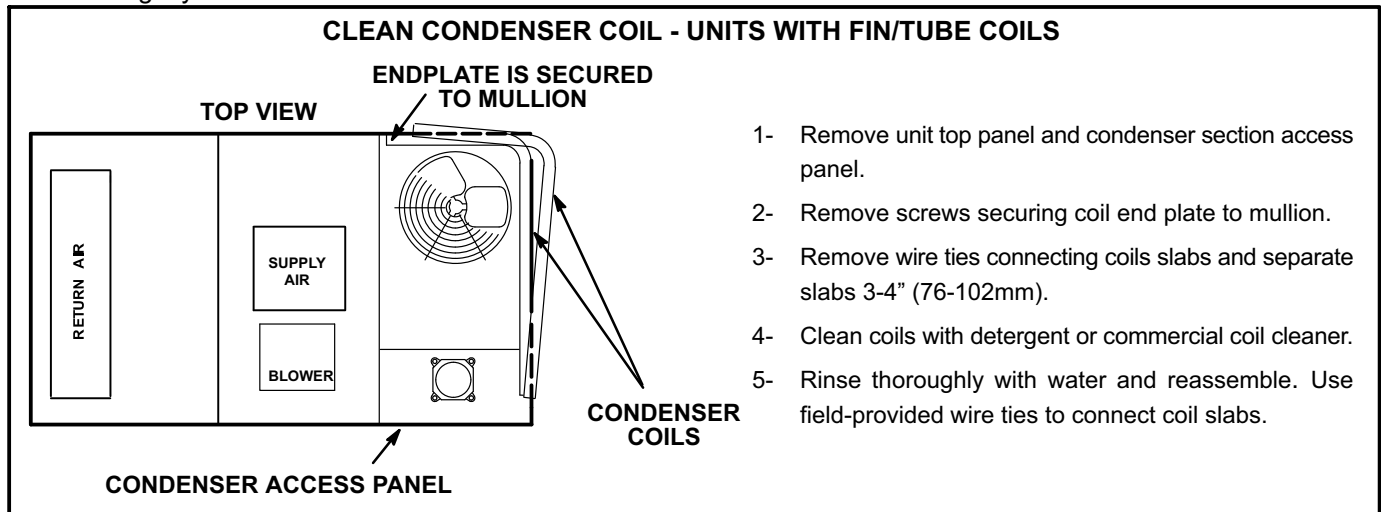 CLEAN CONDENSER COIL - UNITS WITH FIN/TUBE COILS
ENDPLATE IS SECURED
TO MULLION
TOP VIEW
RETURN AIR
SUPPLY
AIR
BLOWER
CONDENSER
COILS
CONDENSER ACCESS PANEL
1- Remove unit top panel and condenser section access
panel.
2- Remove screws securing coil end plate to mullion.
3- Remove wire ties connecting coils slabs and separate
slabs 3-4” (76-102mm).
4- Clean coils with detergent or commercial coil cleaner.
5- Rinse thoroughly with water and reassemble. Use
field-provided wire ties to connect coil slabs.